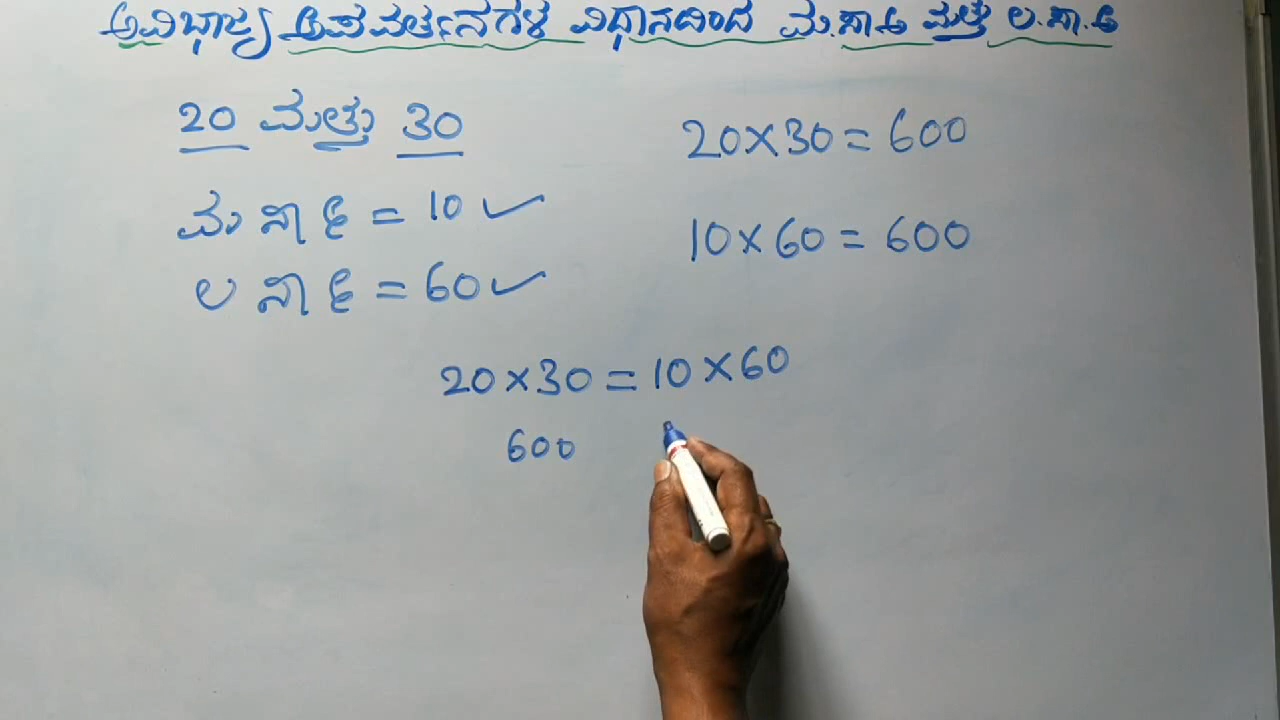 ಅವಿಭಾಜ್ಯ ಅಪವರ್ತನಗಳ ವಿಧಾನದಿಂದ ಮ.ಸಾ.ಅ ಮತ್ತು ಲ.ಸಾ.ಅ
20 ಮತ್ತು 30
20×30=600
ಮ ಸಾ ಅ = 10 ✓
10×60=600
ಲ ಸಾ ಅ = 60 ✓
20×30=10×60
600